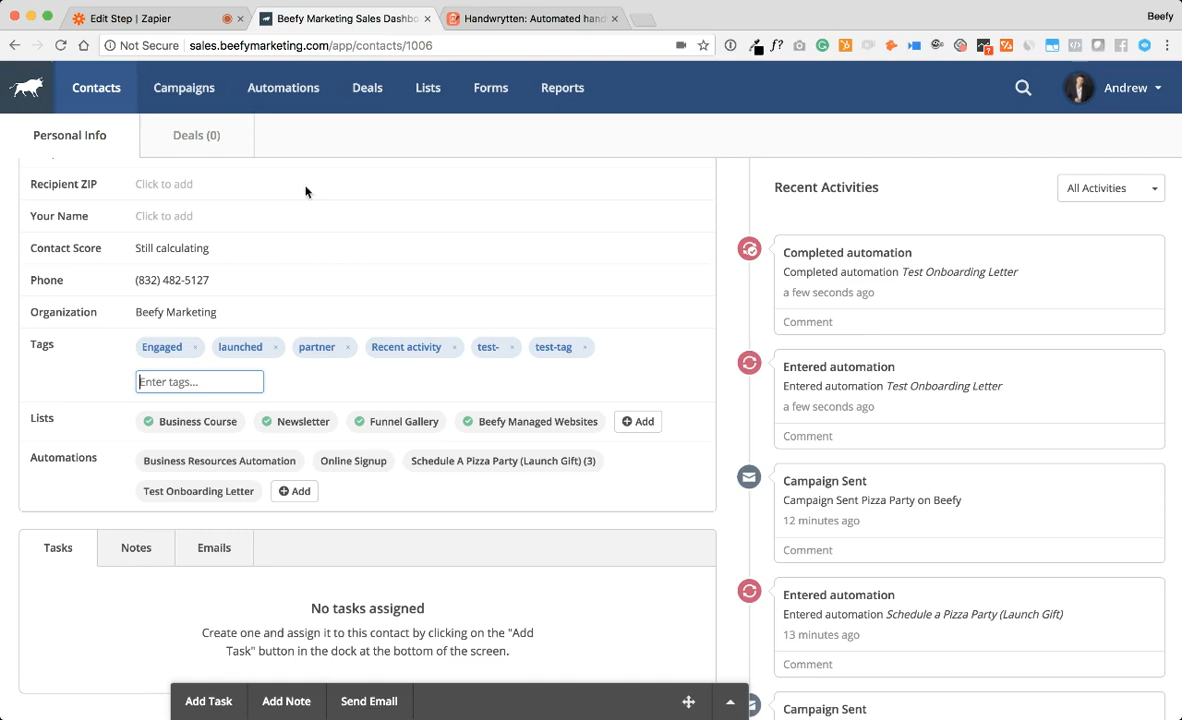 Edit Step | Zapier
Beefy Marketing Sales Dashbo
Handwrytten: Automated hand
Beefy
Not Secure
sales.beefymarketing.com/app/contacts/1006
Contacts
Campaigns
Automations
Deals
Lists
Forms
Reports
Andrew
Personal Info
Deals (0)
Recipient ZIP
Click to add
Your Name
Click to add
Contact Score
Still calculating
Phone
(832) 482-5127
Organization
Beefy Marketing
Tags
Engaged ×
launched ×
partner ×
Recent activity ×
test- ×
test-tag ×
Enter tags...
Lists
Business Course
Newsletter
Funnel Gallery
Beefy Managed Websites
Add
Automations
Business Resources Automation
Online Signup
Schedule A Pizza Party (Launch Gift) (3)
Test Onboarding Letter
Add
Tasks
Notes
Emails
No tasks assigned
Create one and assign it to this contact by clicking on the "Add
Task" button in the dock at the bottom of the screen.
Add Task
Add Note
Send Email
Recent Activities
All Activities
Completed automation
Completed automation Test Onboarding Letter
a few seconds ago
Comment
Entered automation
Entered automation Test Onboarding Letter
a few seconds ago
Comment
Campaign Sent
Campaign Sent Pizza Party on Beefy
12 minutes ago
Comment
Entered automation
Entered automation Schedule a Pizza Party (Launch Gift)
13 minutes ago
Comment
Campaign Sent